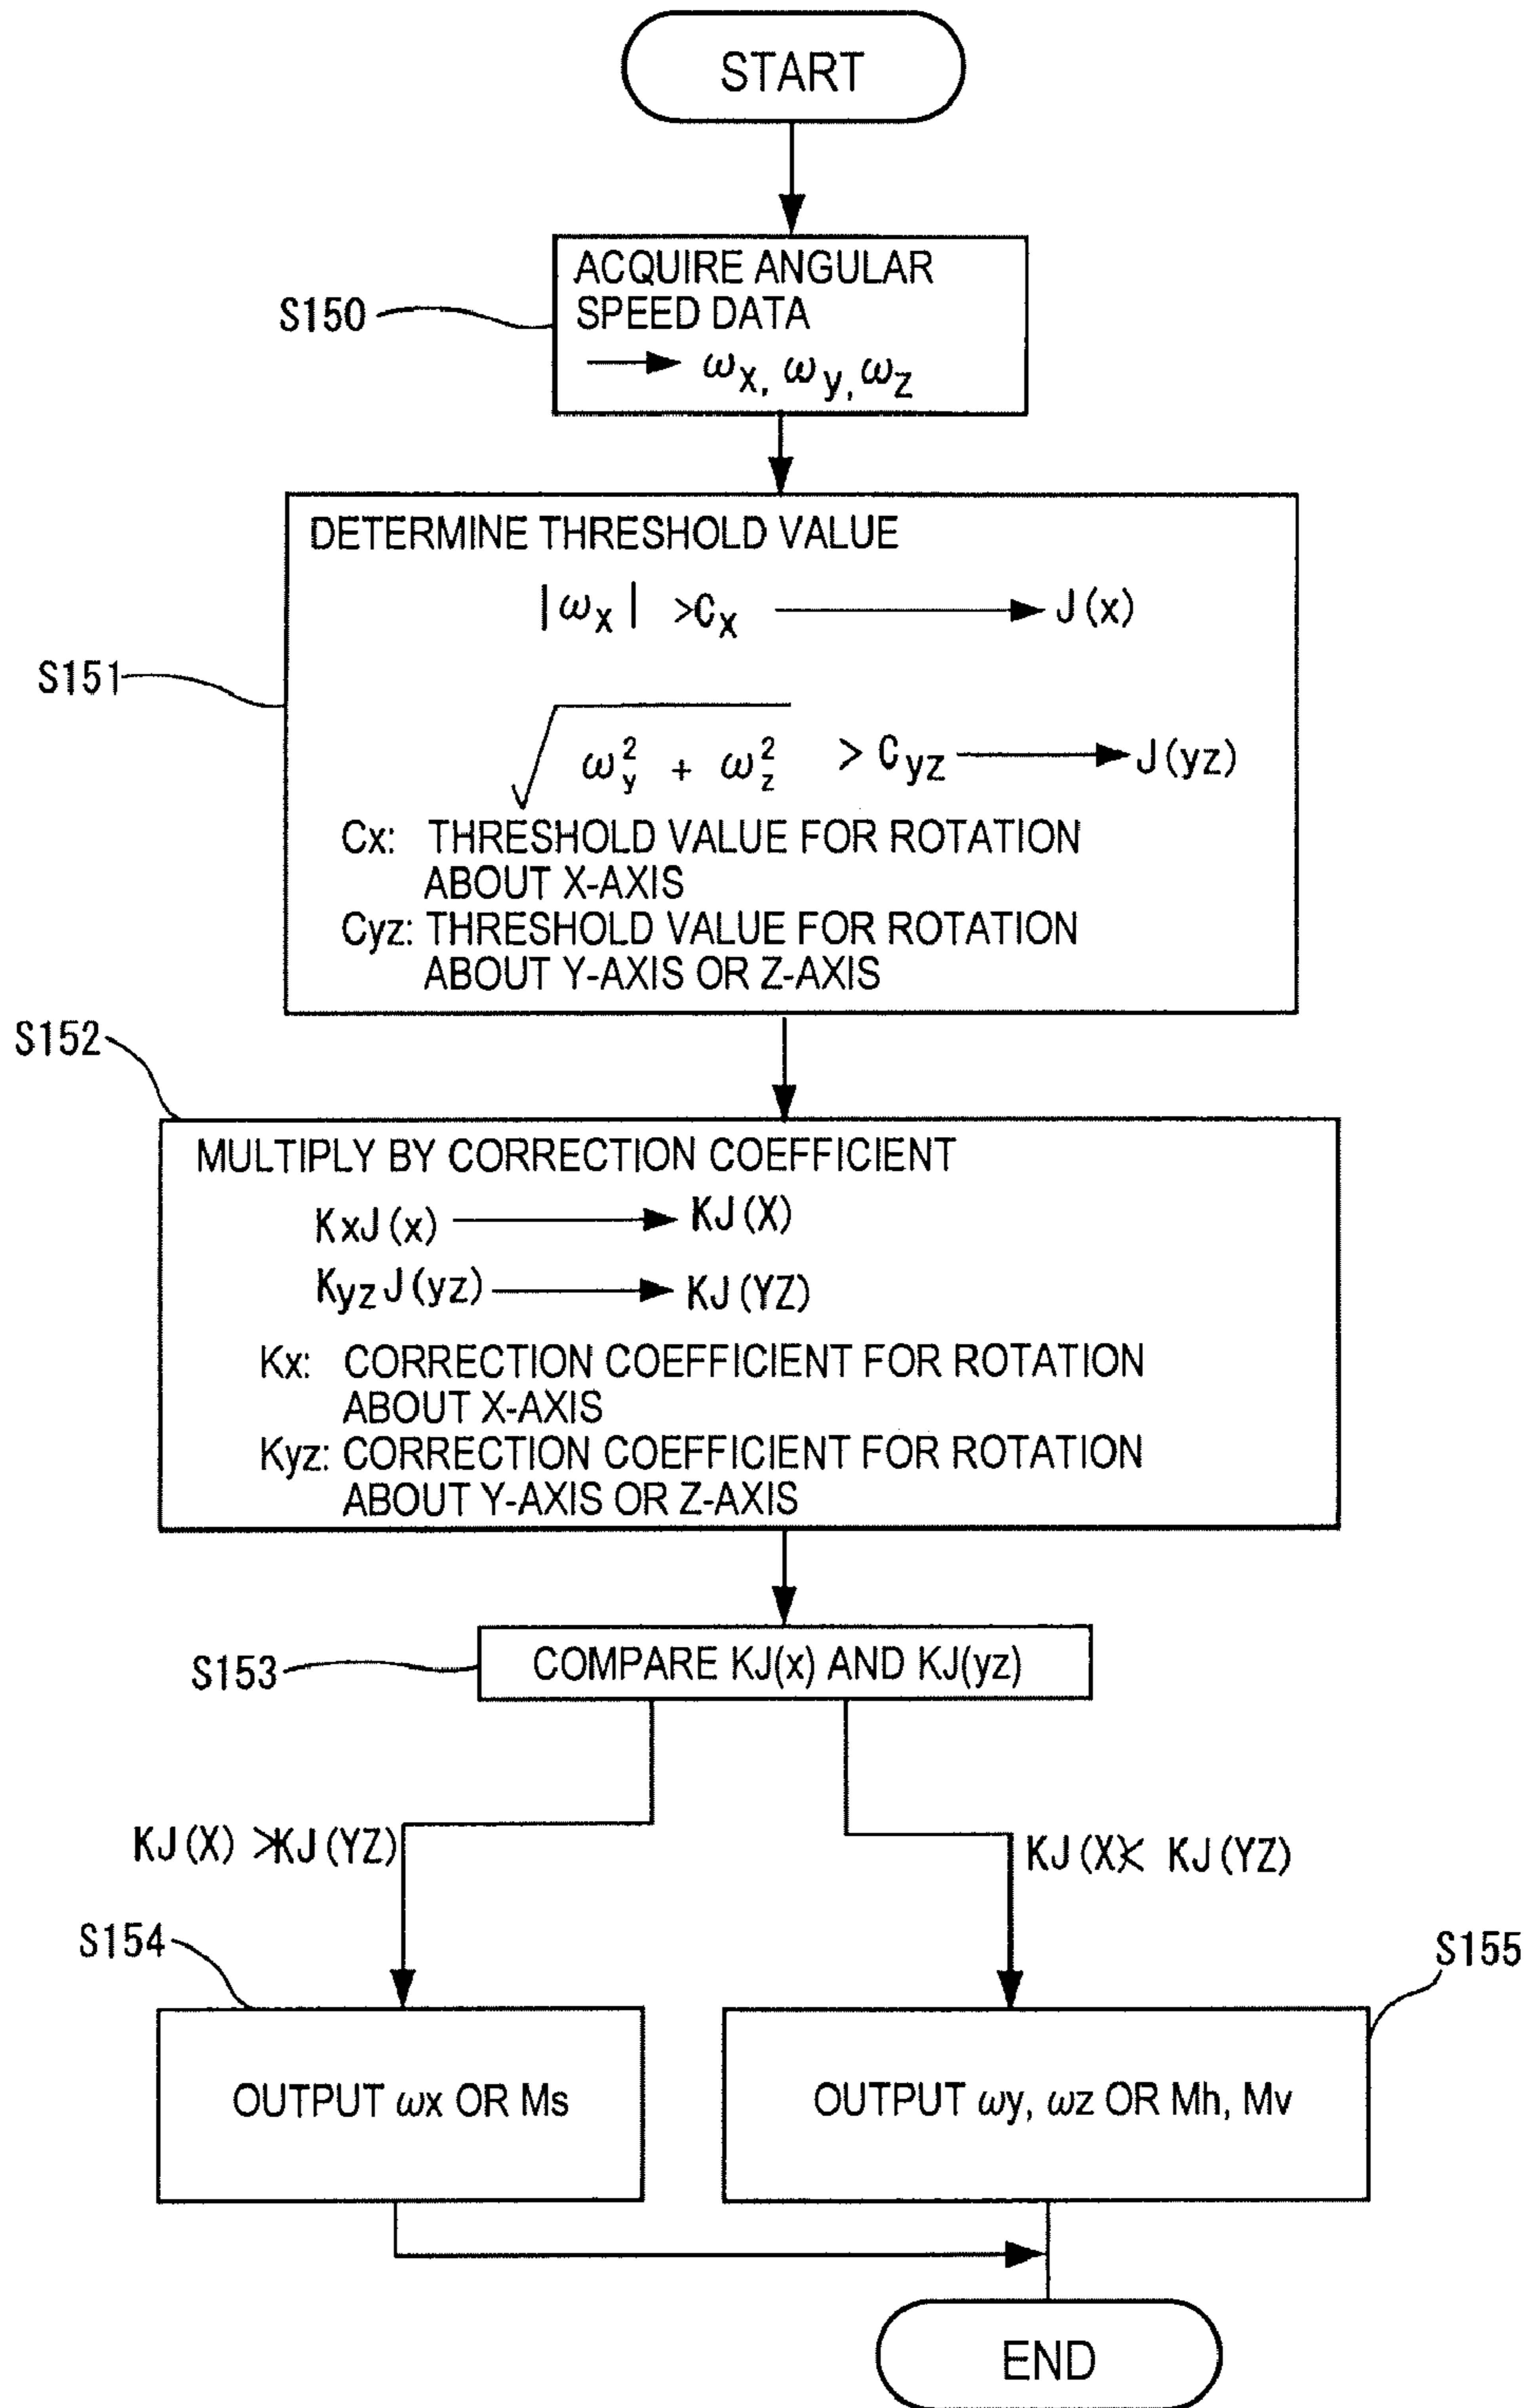 START
ACQUIRE ANGULAR
SPEED DATA
→ ωx, ωy, ωz
S150
DETERMINE THRESHOLD VALUE
|ωx| >Cx → J(x)
S151
√ωy² + ωz² > Cyz → J(yz)
Cx: THRESHOLD VALUE FOR ROTATION
ABOUT X-AXIS
Cyz: THRESHOLD VALUE FOR ROTATION
ABOUT Y-AXIS OR Z-AXIS
S152
MULTIPLY BY CORRECTION COEFFICIENT
KxJ(x) → KJ(X)
KyzJ(yz) → KJ(YZ)
Kx: CORRECTION COEFFICIENT FOR ROTATION
ABOUT X-AXIS
Kyz: CORRECTION COEFFICIENT FOR ROTATION
ABOUT Y-AXIS OR Z-AXIS
S153
COMPARE KJ(x) AND KJ(yz)
KJ(X) >KJ(YZ)
KJ(X)< KJ(YZ)
S154
S155
OUTPUT ωx OR Ms
OUTPUT ωy, ωz OR Mh, Mv
END